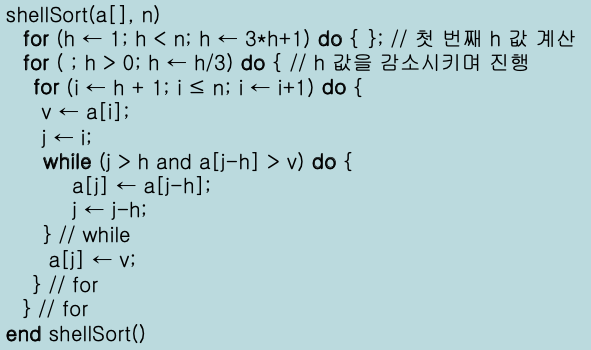 shellSort(a[], n)
for (h ← 1; h < n; h ← 3*h+1) do { }; // 첫 번째 h 값 계산
for ( ; h > 0; h ← h/3) do { // h 값을 감소시키며 진행
for (i ← h + 1; i ≤ n; i ← i+1) do {
v ← a[i];
j ← i;
while (j > h and a[j-h] > v) do {
a[j] ← a[j-h];
j ← j-h;
} // while
a[j] ← v;
} // for
} // for
end shellSort()